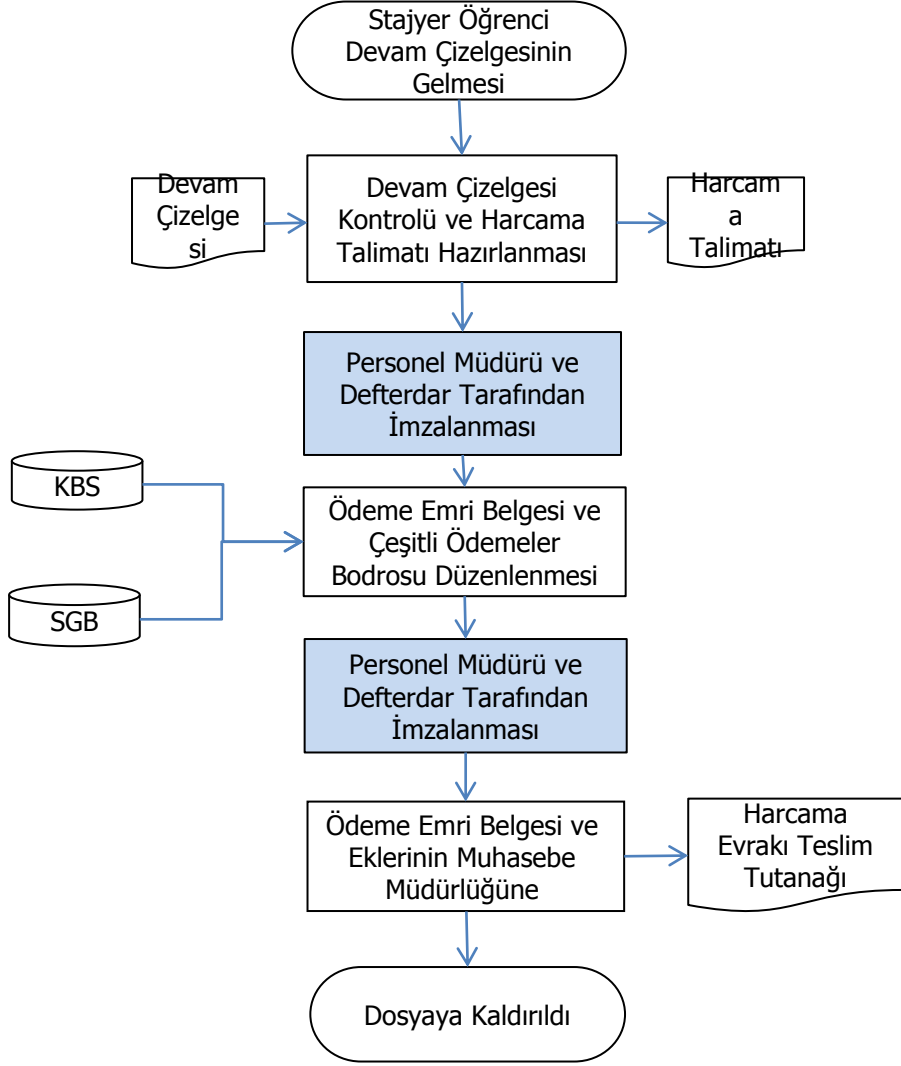 Stajyer Öğrenci
Devam Çizelgesinin
Gelmesi
Devam
Çizelge
si
Devam Çizelgesi
Kontrolü ve Harcama
Talimatı Hazırlanması
Harcam
a
Talimatı
Personel Müdürü ve
Defterdar Tarafından
İmzalanması
KBS
SGB
Ödeme Emri Belgesi ve
Çeşitli Ödemeler
Bodrosu Düzenlenmesi
Personel Müdürü ve
Defterdar Tarafından
İmzalanması
Ödeme Emri Belgesi ve
Eklerinin Muhasebe
Müdürlüğüne
Harcama
Evrakı Teslim
Tutanağı
Dosyaya Kaldırıldı